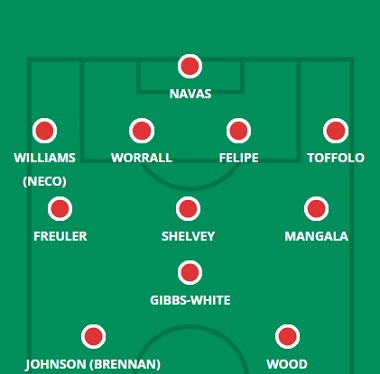 NAVAS
WILLIAMS
(NECO)
WORRALL
FELIPE
TOFFOLO
FREULER
SHELVEY
MANGALA
GIBBS-WHITE
JOHNSON (BRENNAN)
WOOD